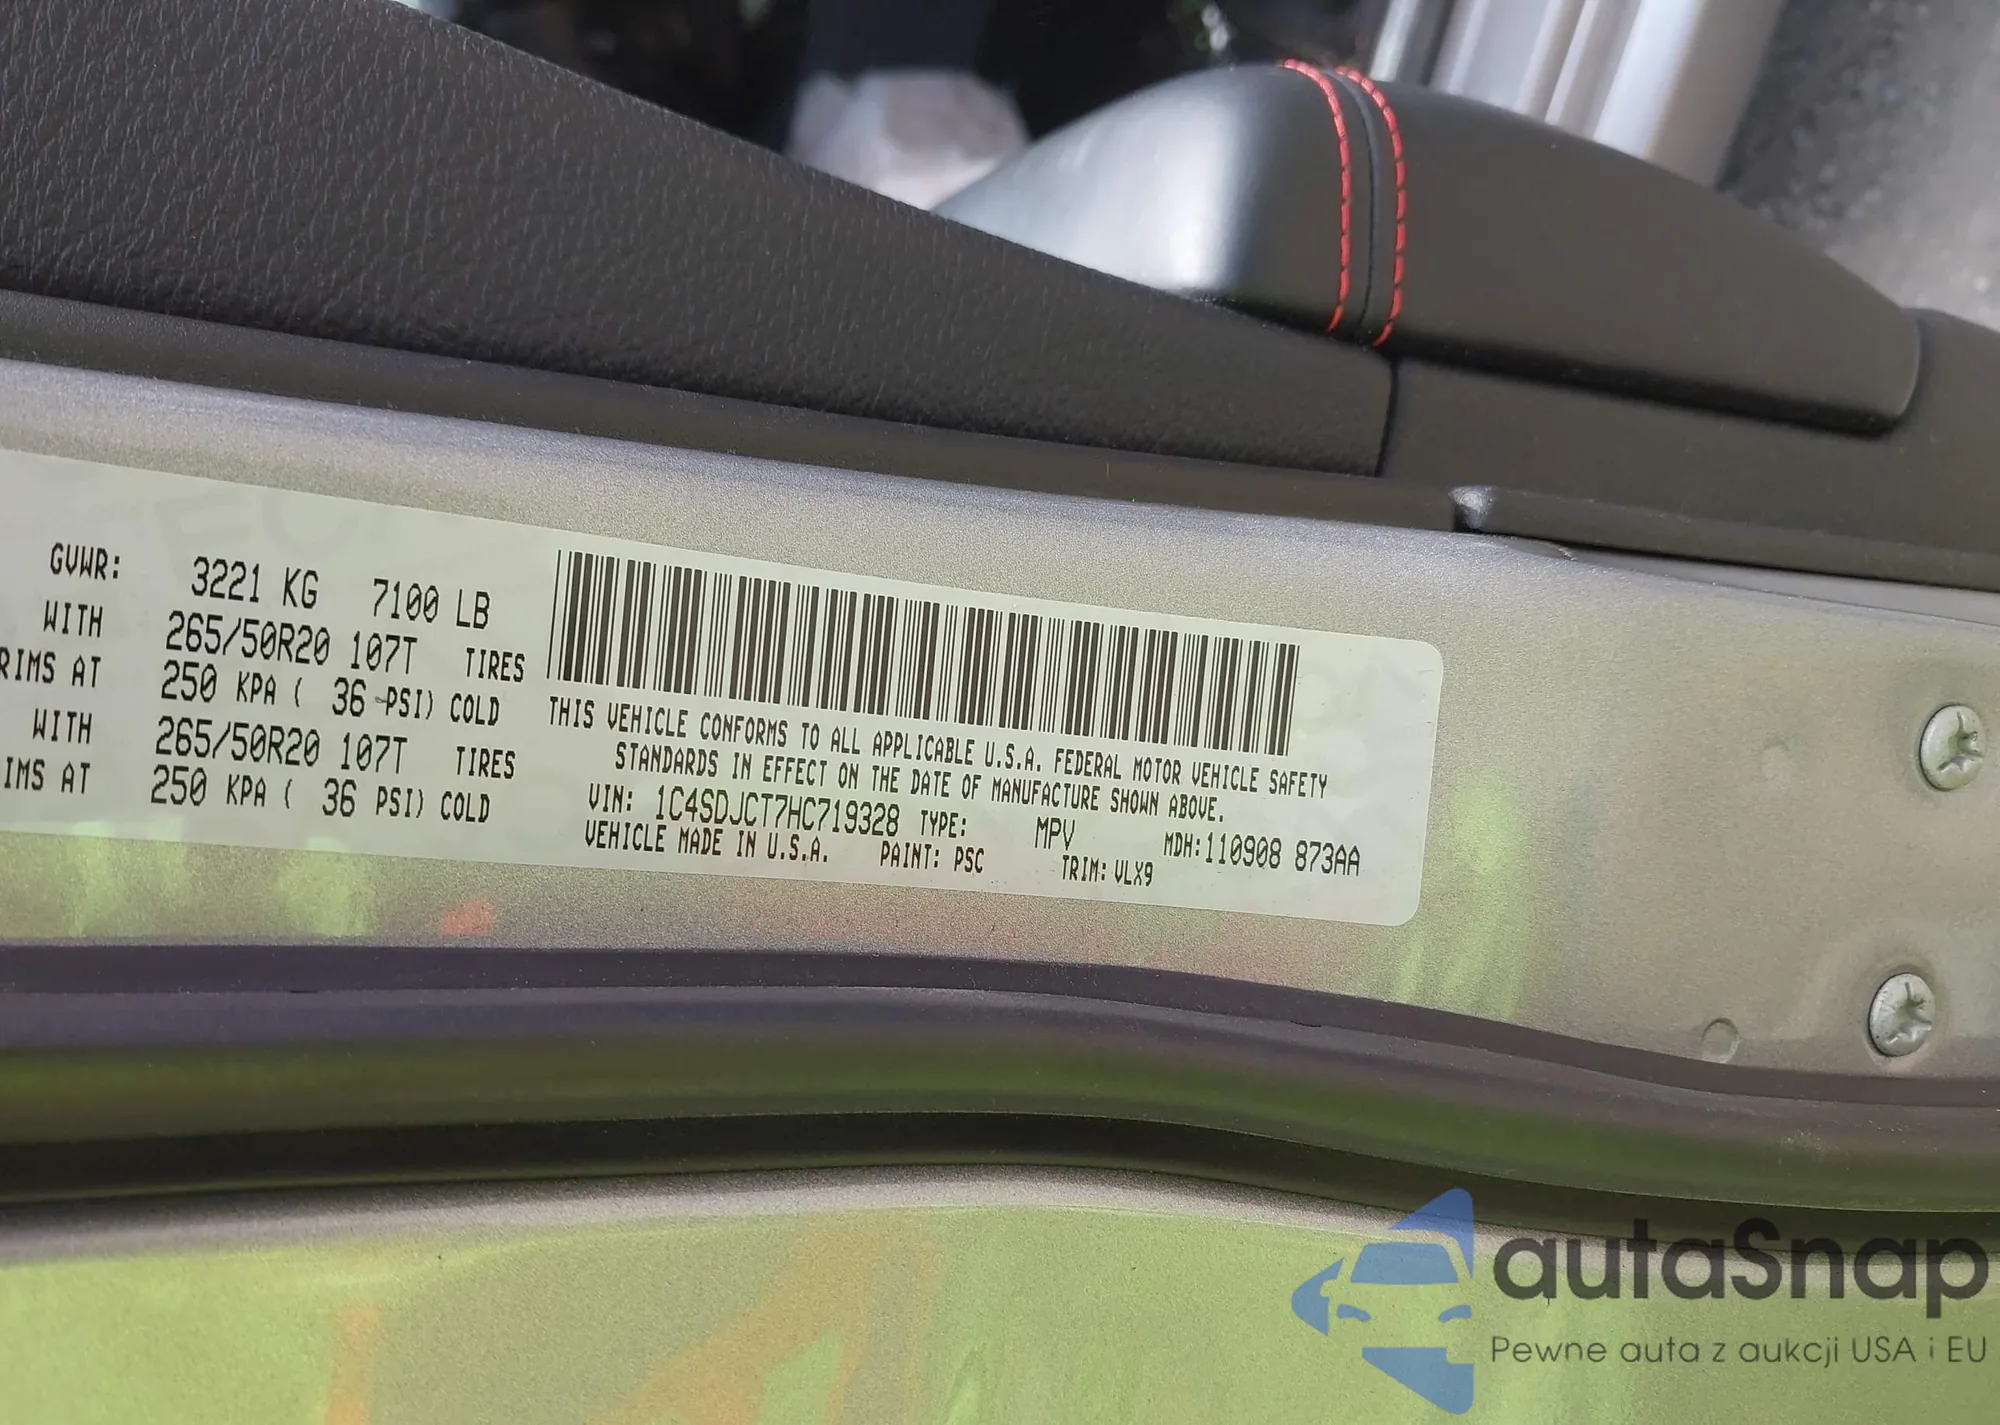 GVWR: 3221 KG 7100 LB
WITH 265/50R20 107T TIRES
RIMS AT 250 KPA ( 36 PSI) COLD
WITH 265/50R20 107T TIRES
IMS AT 250 KPA ( 36 PSI) COLD
THIS VEHICLE CONFORMS TO ALL APPLICABLE U.S.A. FEDERAL MOTOR VEHICLE SAFETY
STANDARDS IN EFFECT ON THE DATE OF MANUFACTURE SHOWN ABOVE.
VIN: 1C4SDJCT7HC719328 TYPE: MPV MDH:110908 873AA
VEHICLE MADE IN U.S.A. PAINT: PSC TRIM: VLX9
autaSnap
Pewne auta z aukcji USA i EU